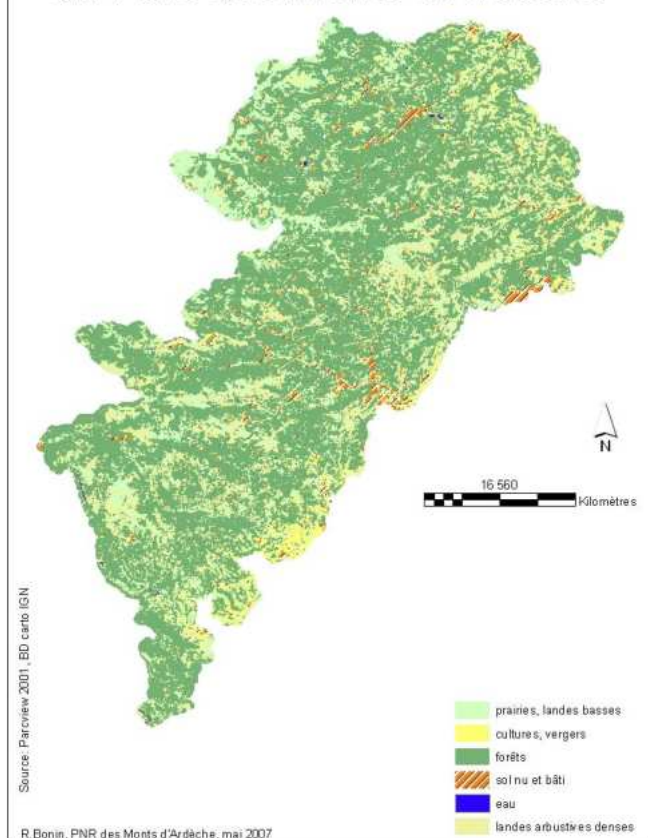 N
16 560
Kilomètres
Source: Parcview 2001, BD carto IGN
prairies, landes basses
cultures, vergers
forêts
sol nu et bâti
eau
landes arbustives denses
R.Bonin, PNR des Monts d'Ardèche, mai 2007